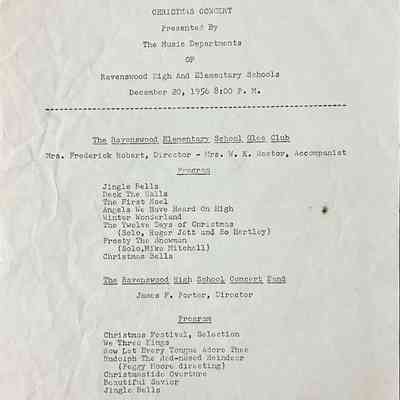 CHRISTMAS CONCERT
Presented By
The Music Departments
OF
Ravenswood High And Elementary Schools
December 20, 1956 8:00 P. M.
The Ravenswood Elementary School Glee Club
Mrs. Frederick Hobert, Director - Mrs. W. K. Hestor, Accompanist
Program
Jingle Bells
Deck The Halls
The First Noel
Angels We Have Heard On High
Winter Wonderland
The Twelve Days of Christmas
(Solo, Roger Jott and Bo Hartley)
Frosty The Snowman
(Solo,Mike Mitchell)
Christmas Bells
The Ravenswood High School Concert Band
James F. Porter, Director
Program
Christmas Festival, Selection
We Three Kings
Now Let Every Tongue Adore Thee
Rudolph The Red-nosed Reindeer
(Peggy Moore directing)
Christmastide Overture
Beautiful Savior
Jingle Bells